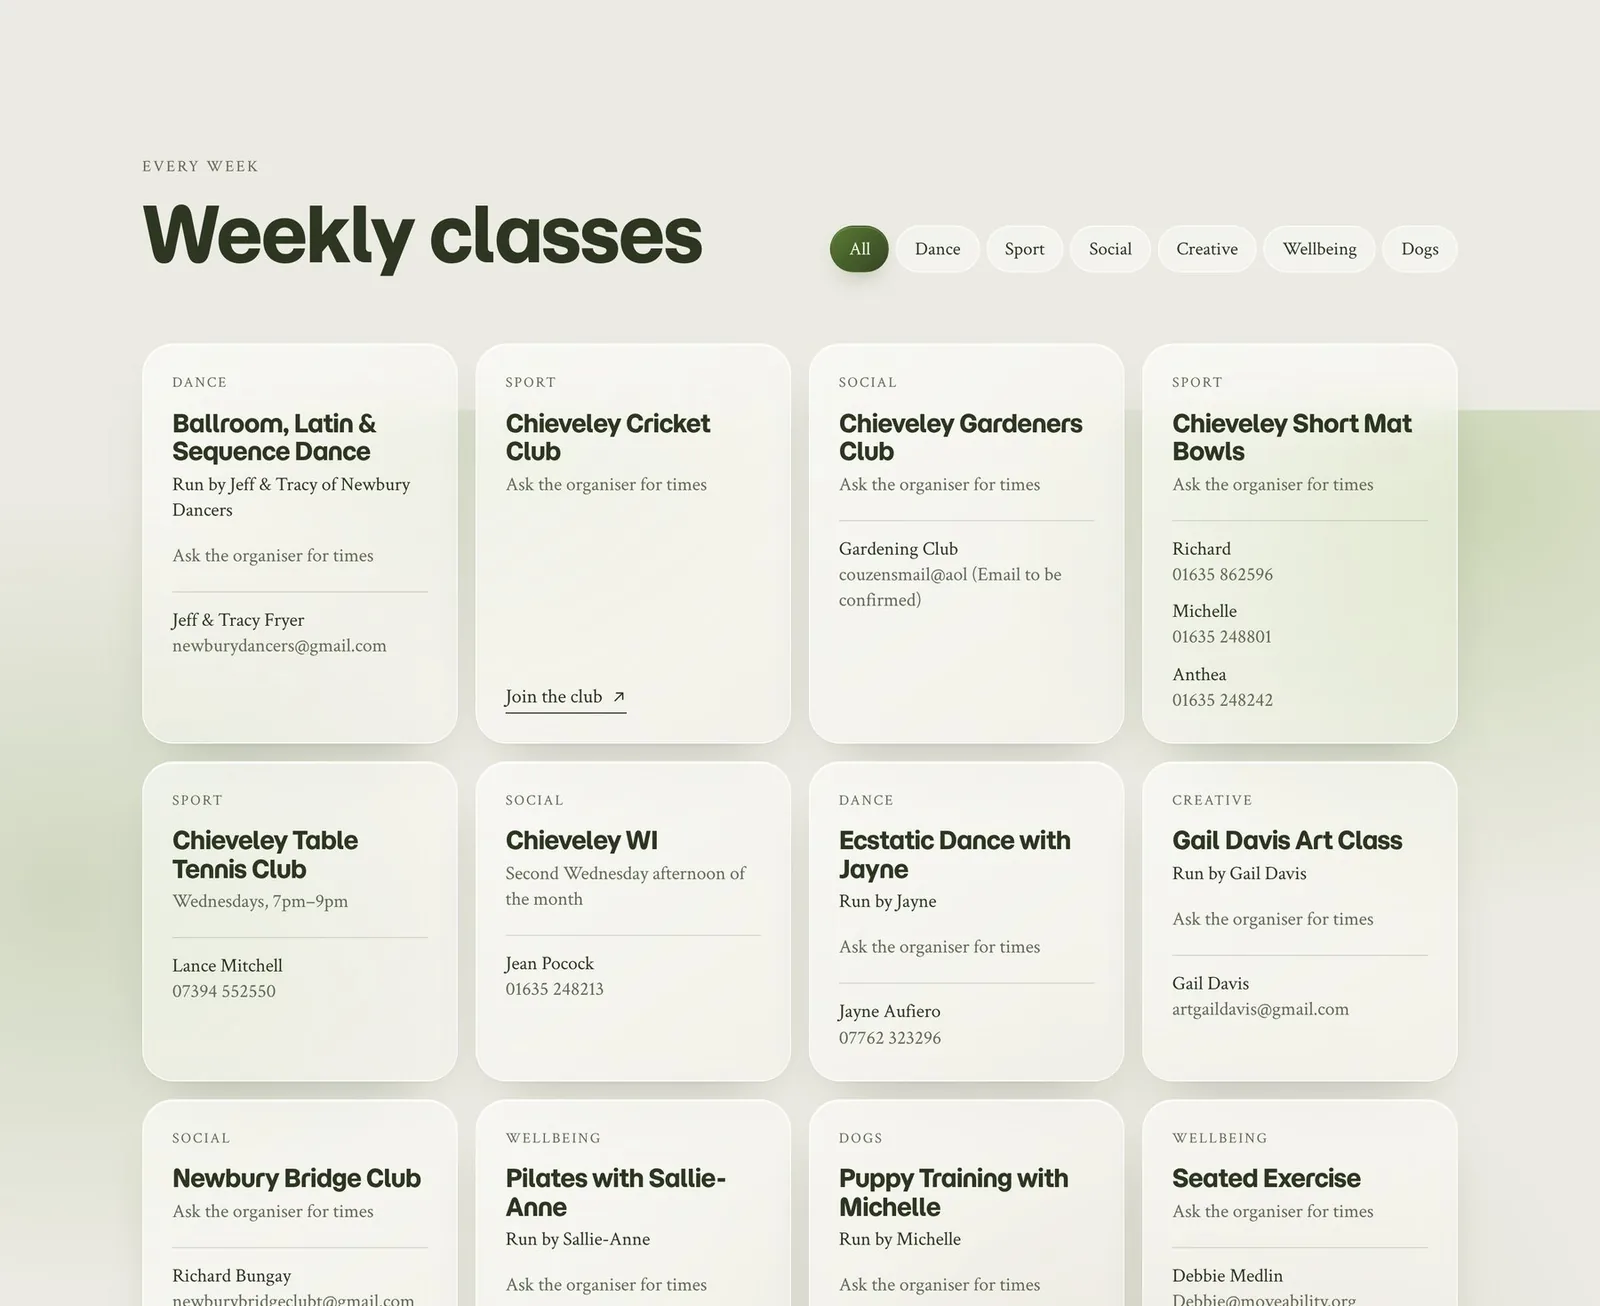 EVERY WEEK
Weekly classes
All
Dance
Sport
Social
Creative
Wellbeing
Dogs
DANCE
Ballroom, Latin &
Sequence Dance
Run by Jeff & Tracy of Newbury
Dancers
Ask the organiser for times
Jeff & Tracy Fryer
newburydancers@gmail.com
SPORT
Chieveley Cricket
Club
Ask the organiser for times
Join the club ↗
SOCIAL
Chieveley Gardeners
Club
Ask the organiser for times
Gardening Club
couzensmail@aol (Email to be
confirmed)
SPORT
Chieveley Short Mat
Bowls
Ask the organiser for times
Richard
01635 862596
Michelle
01635 248801
Anthea
01635 248242
SPORT
Chieveley Table
Tennis Club
Wednesdays, 7pm–9pm
Lance Mitchell
07394 552550
SOCIAL
Chieveley WI
Second Wednesday afternoon of
the month
Jean Pocock
01635 248213
DANCE
Ecstatic Dance with
Jayne
Run by Jayne
Ask the organiser for times
Jayne Aufiero
07762 323296
CREATIVE
Gail Davis Art Class
Run by Gail Davis
Ask the organiser for times
Gail Davis
artgaildavis@gmail.com
SOCIAL
Newbury Bridge Club
Ask the organiser for times
Richard Bungay
newburybridgeclubt@gmail.com
WELLBEING
Pilates with Sallie-
Anne
Run by Sallie-Anne
Ask the organiser for times
DOGS
Puppy Training with
Michelle
Run by Michelle
Ask the organiser for times
WELLBEING
Seated Exercise
Ask the organiser for times
Debbie Medlin
Debbie@moveability.org